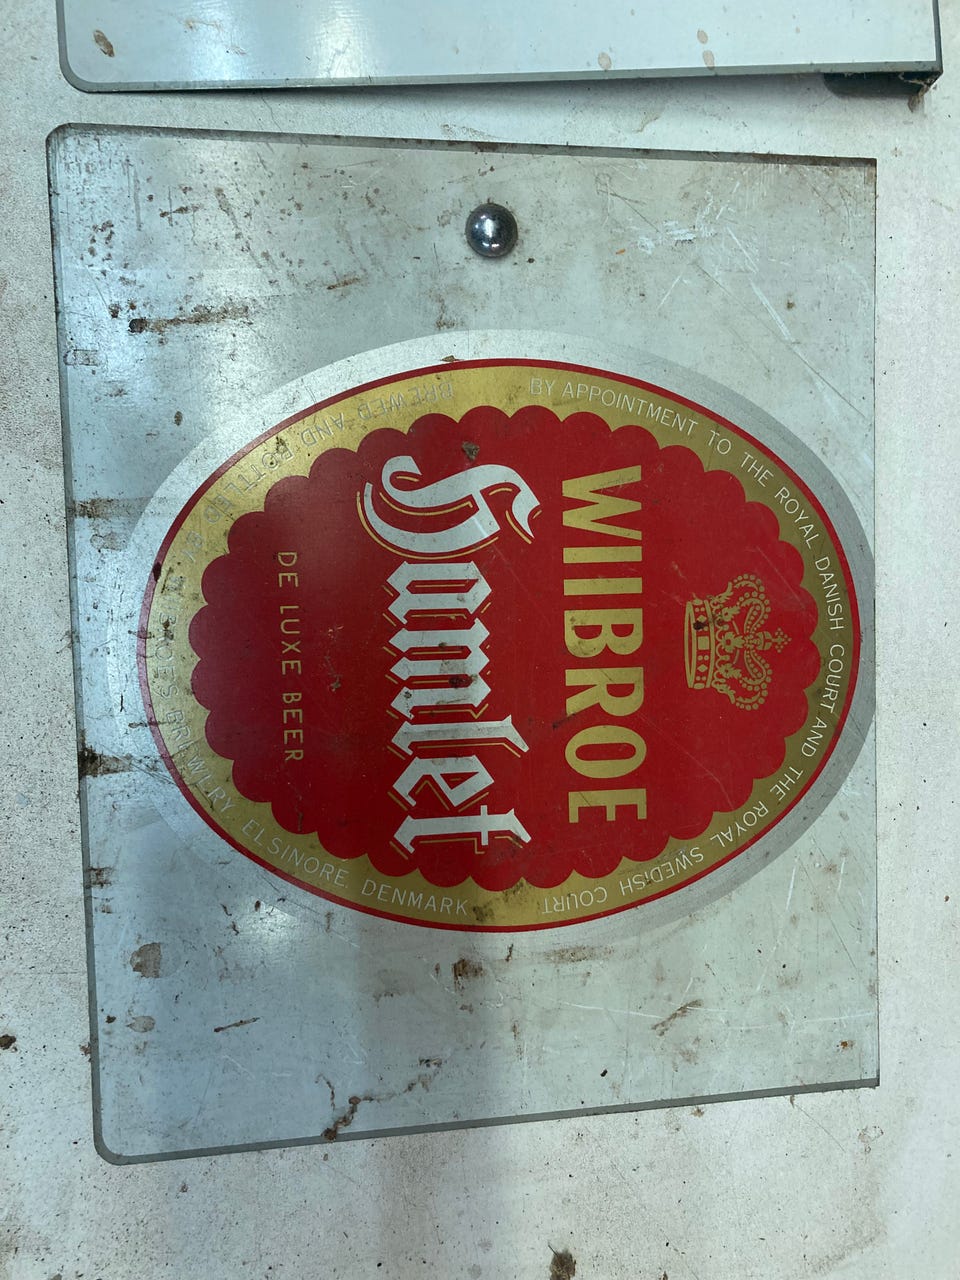 BY APPOINTMENT TO THE ROYAL DANISH COURT AND THE ROYAL SWEDISH COURT
WIIBROE
Hamlet
DE LUXE BEER
BREWED AND BOTTLED BY
BREWERY ELSINORE, DENMARK